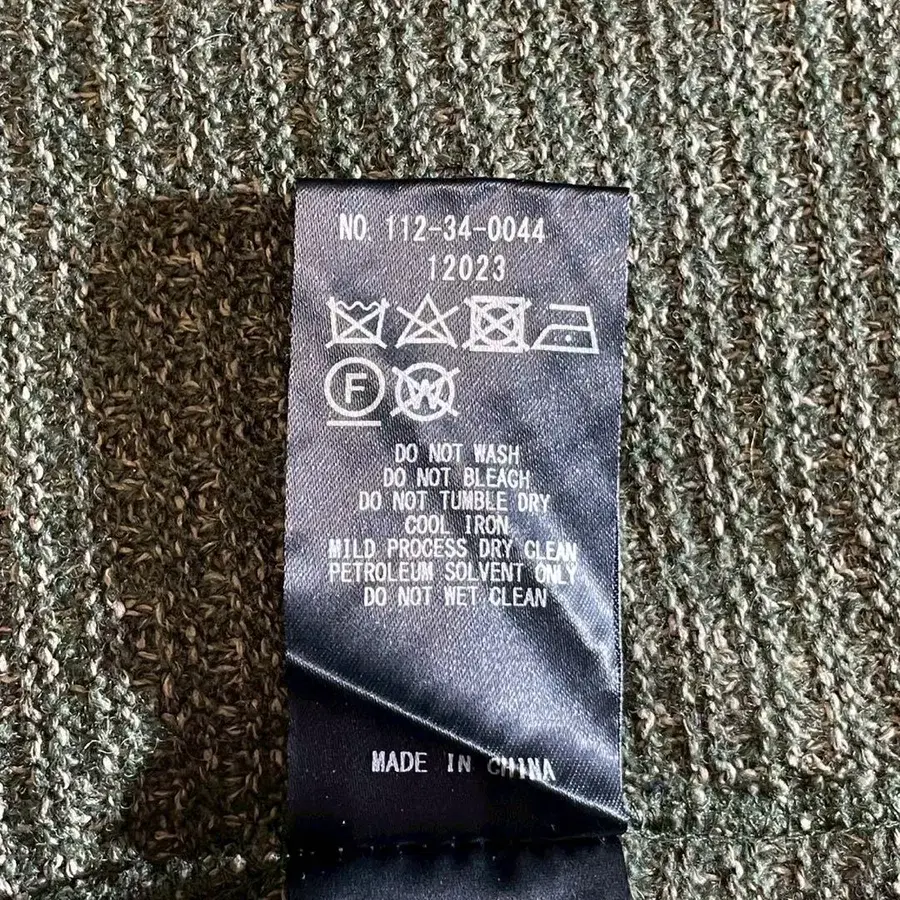 NO. 112-34-0044
12023
F W
DO NOT WASH
DO NOT BLEACH
DO NOT TUMBLE DRY
COOL IRON
MILD PROCESS DRY CLEAN
PETROLEUM SOLVENT ONLY
DO NOT WET CLEAN
MADE IN CHINA